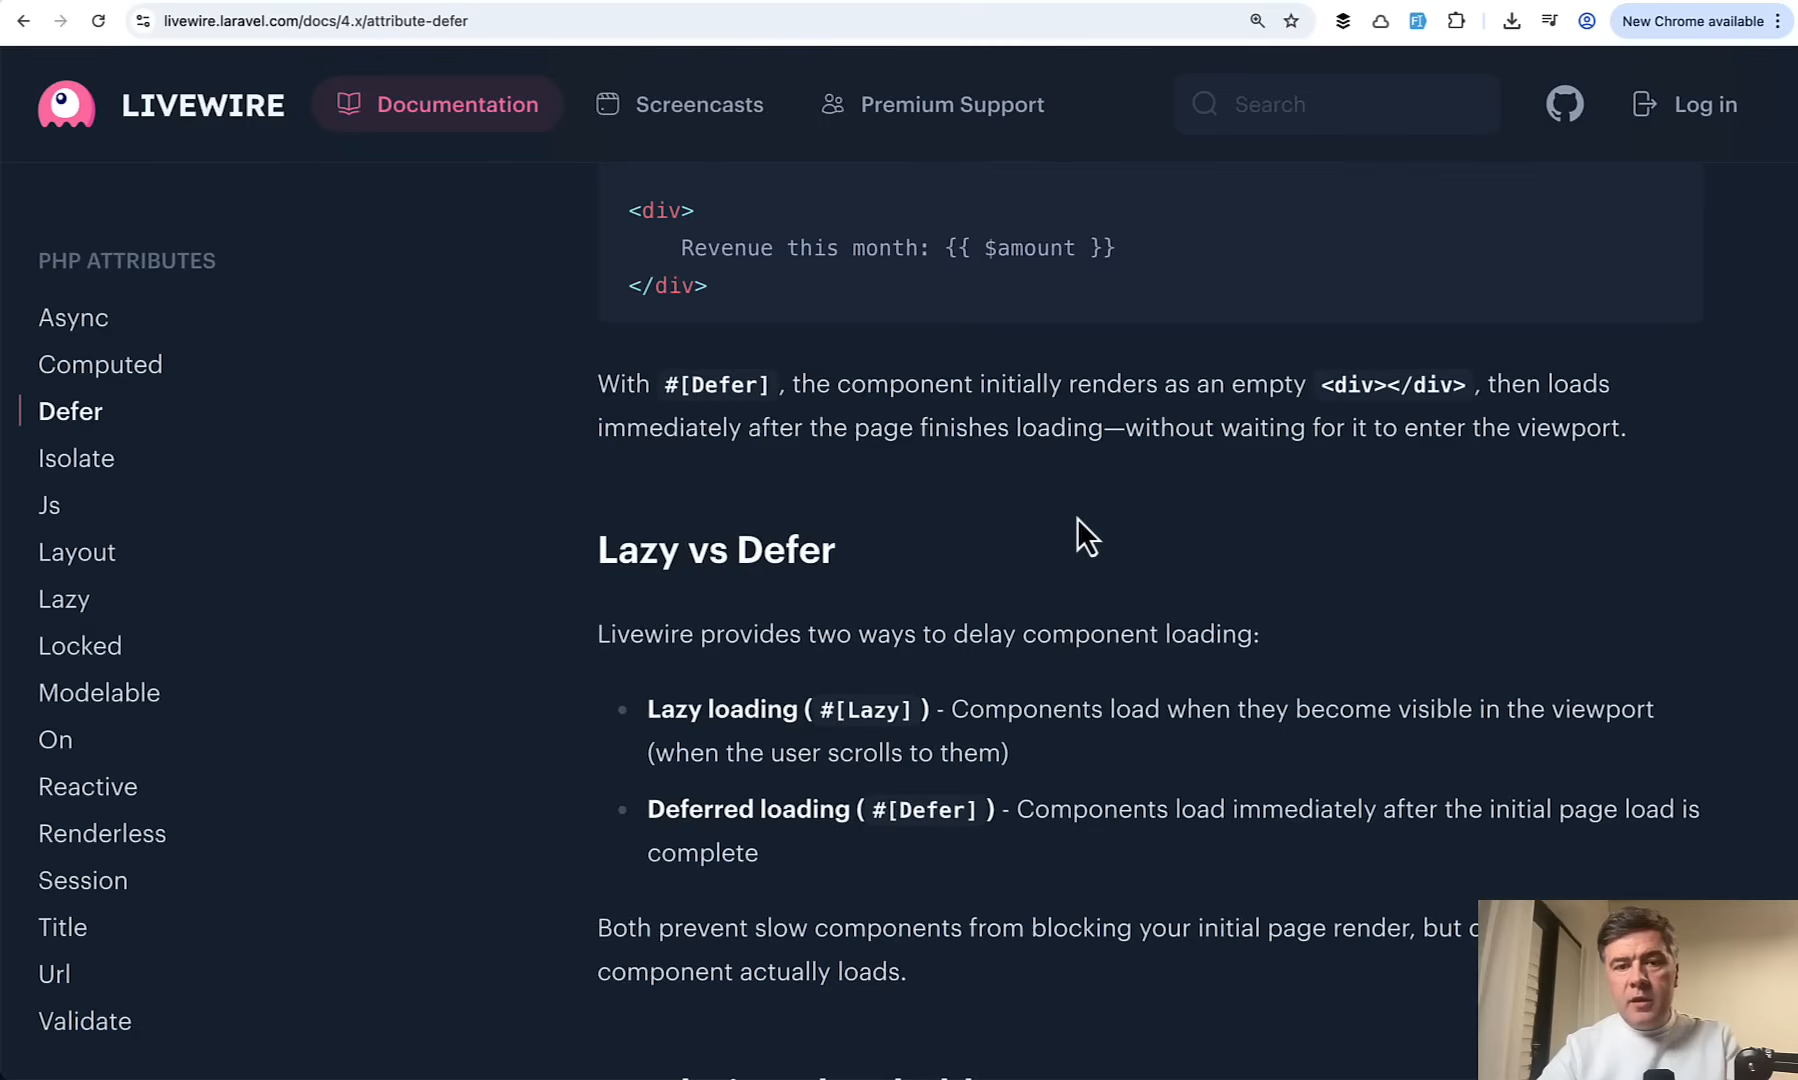 livewire.laravel.com/docs/4.x/attribute-defer
New Chrome available
LIVEWIRE
Documentation
Screencasts
Premium Support
Search
Log in
PHP ATTRIBUTES
Async
Computed
Defer
Isolate
Js
Layout
Lazy
Locked
Modelable
On
Reactive
Renderless
Session
Title
Url
Validate
<div>
Revenue this month: {{ $amount }}
</div>
With #[Defer], the component initially renders as an empty <div></div>, then loads
immediately after the page finishes loading—without waiting for it to enter the viewport.
Lazy vs Defer
Livewire provides two ways to delay component loading:
• Lazy loading ( #[Lazy] ) - Components load when they become visible in the viewport
(when the user scrolls to them)
• Deferred loading ( #[Defer] ) - Components load immediately after the initial page load is
complete
Both prevent slow components from blocking your initial page render, but
component actually loads.